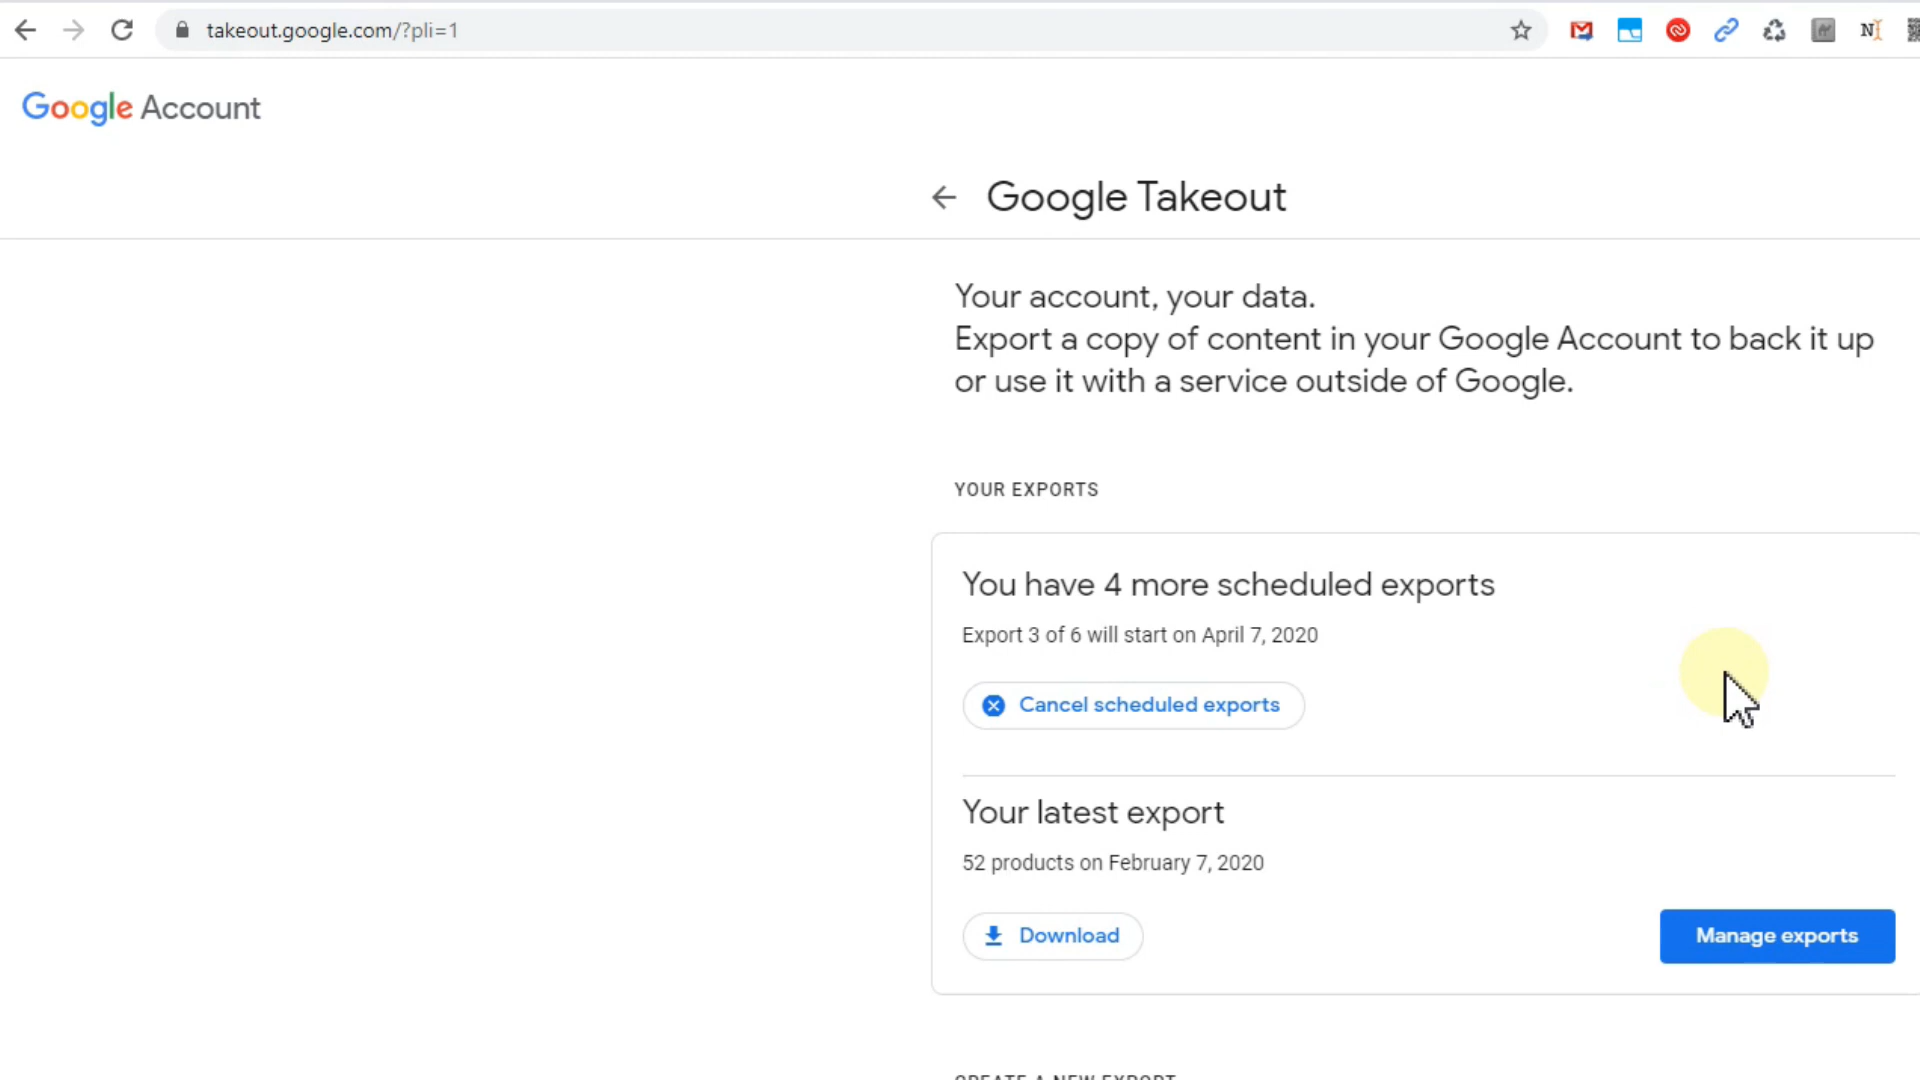 takeout.google.com/?pli=1
Google Account
Google Takeout
Your account, your data.
Export a copy of content in your Google Account to back it up
or use it with a service outside of Google.
YOUR EXPORTS
You have 4 more scheduled exports
Export 3 of 6 will start on April 7, 2020
Cancel scheduled exports
Your latest export
52 products on February 7, 2020
Download
Manage exports
CREATE A NEW EXPORT